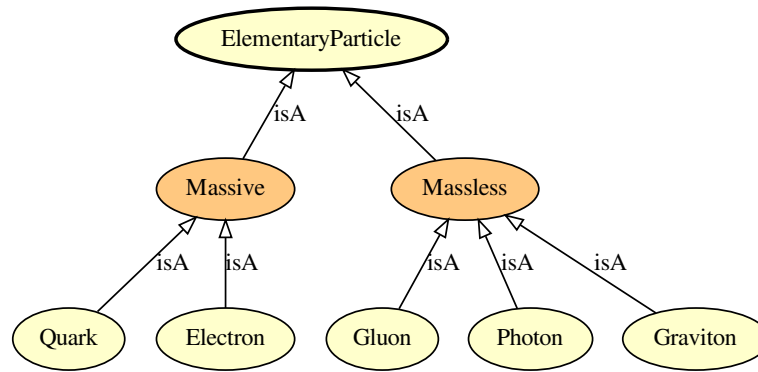 ElementaryParticle
isA
isA
Massive
Massless
isA
isA
isA
isA
isA
Quark
Electron
Gluon
Photon
Graviton